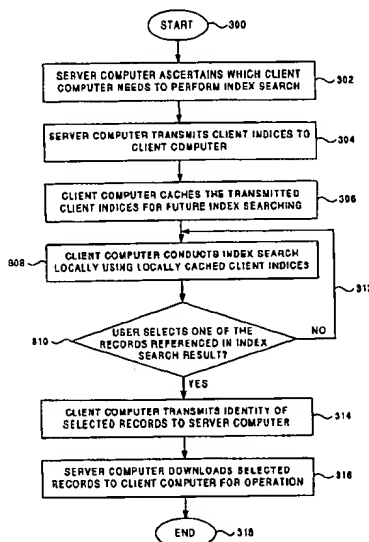 START
300
SERVER COMPUTER ASCERTAINS WHICH CLIENT
COMPUTER NEEDS TO PERFORM INDEX SEARCH
302
SERVER COMPUTER TRANSMITS CLIENT INDICES TO
CLIENT COMPUTER
304
CLIENT COMPUTER CACHES THE TRANSMITTED
CLIENT INDICES FOR FUTURE INDEX SEARCHING
306
308
CLIENT COMPUTER CONDUCTS INDEX SEARCH
LOCALLY USING LOCALLY CACHED CLIENT INDICES
312
310
USER SELECTS ONE OF THE
RECORDS REFERENCED IN INDEX
SEARCH RESULT?
NO
YES
CLIENT COMPUTER TRANSMITS IDENTITY OF
SELECTED RECORDS TO SERVER COMPUTER
314
SERVER COMPUTER DOWNLOADS SELECTED
RECORDS TO CLIENT COMPUTER FOR OPERATION
316
END
318